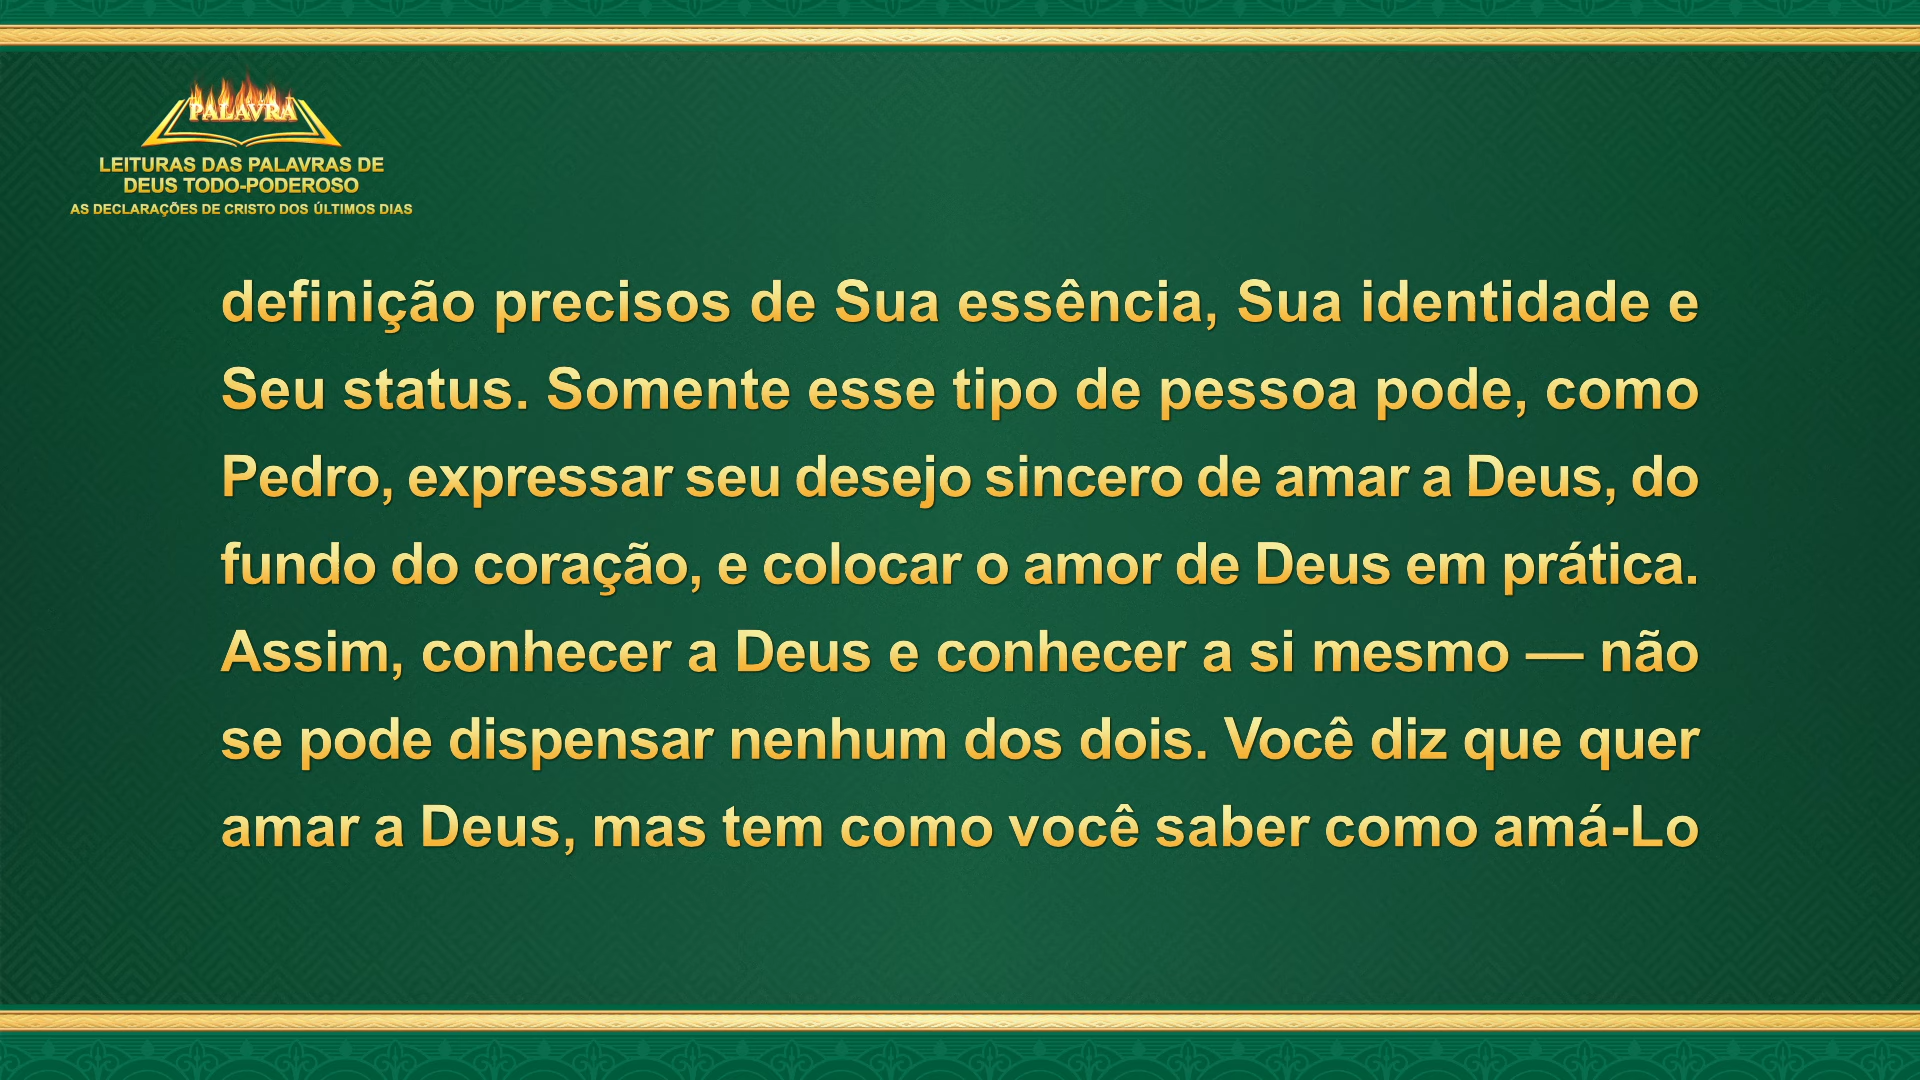 PALAVRA
LEITURAS DAS PALAVRAS DE
DEUS TODO-PODEROSO
AS DECLARAÇÕES DE CRISTO DOS ÚLTIMOS DIAS
definição precisos de Sua essência, Sua identidade e
Seu status. Somente esse tipo de pessoa pode, como
Pedro, expressar seu desejo sincero de amar a Deus, do
fundo do coração, e colocar o amor de Deus em prática.
Assim, conhecer a Deus e conhecer a si mesmo — não
se pode dispensar nenhum dos dois. Você diz que quer
amar a Deus, mas tem como você saber como amá-Lo